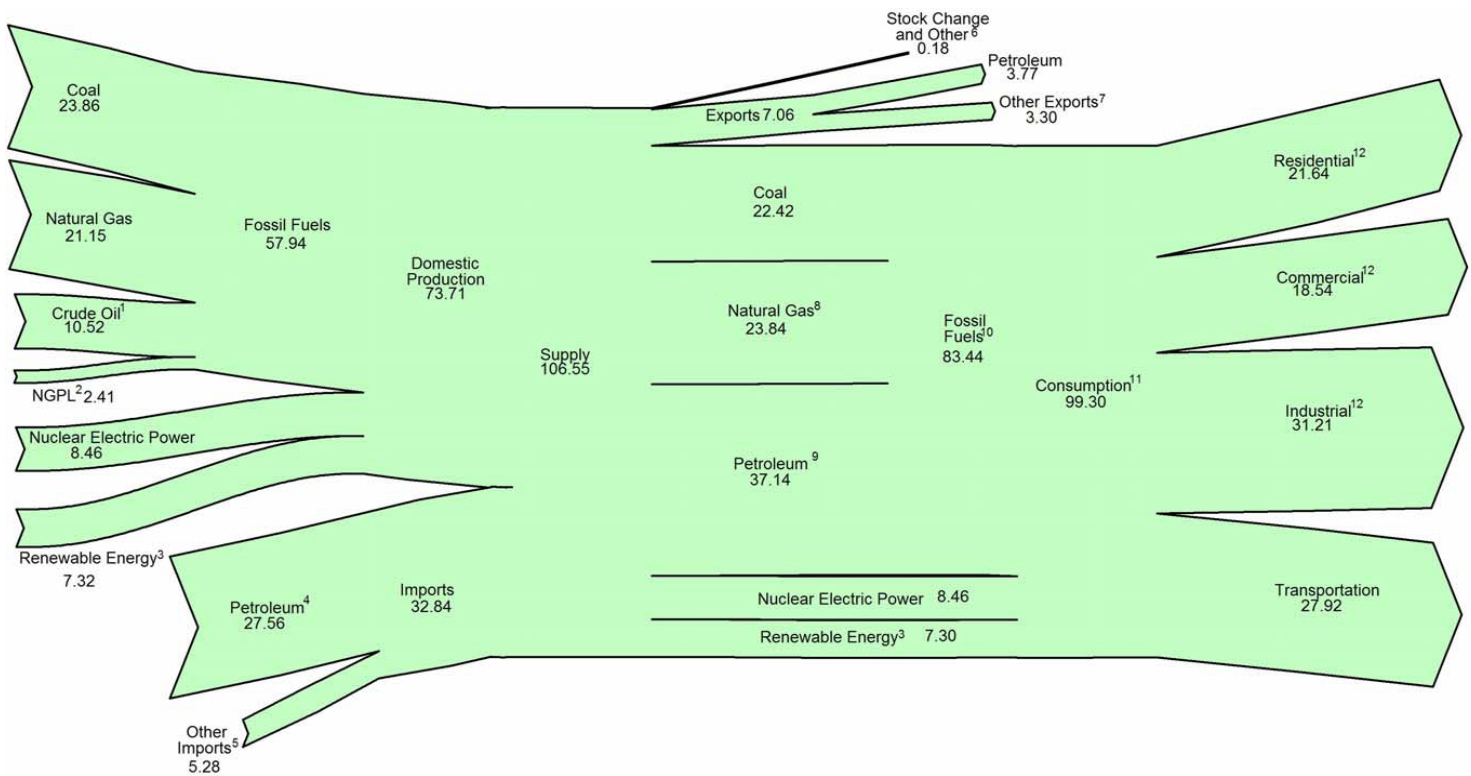 Coal
23.86
Natural Gas
21.15
Crude Oil¹
10.52
NGPL² 2.41
Nuclear Electric Power
8.46
Renewable Energy³
7.32
Fossil Fuels
57.94
Domestic
Production
73.71
Petroleum⁴
27.56
Imports
32.84
Other
Imports⁵
5.28
Supply
106.55
Stock Change
and Other⁶
0.18
Petroleum
3.77
Exports 7.06
Other Exports⁷
3.30
Coal
22.42
Natural Gas⁸
23.84
Petroleum ⁹
37.14
Nuclear Electric Power 8.46
Renewable Energy³ 7.30
Fossil
Fuels¹⁰
83.44
Consumption¹¹
99.30
Residential¹²
21.64
Commercial¹²
18.54
Industrial¹²
31.21
Transportation
27.92